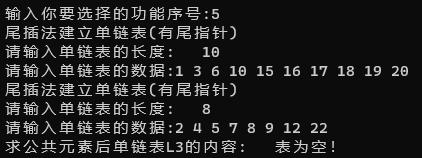 输入你要选择的功能序号:5
尾插法建立单链表(有尾指针)
请输入单链表的长度:   10
请输入单链表的数据:1 3 6 10 15 16 17 18 19 20
尾插法建立单链表(有尾指针)
请输入单链表的长度:   8
请输入单链表的数据:2 4 5 7 8 9 12 22
求公共元素后单链表L3的内容:   表为空!